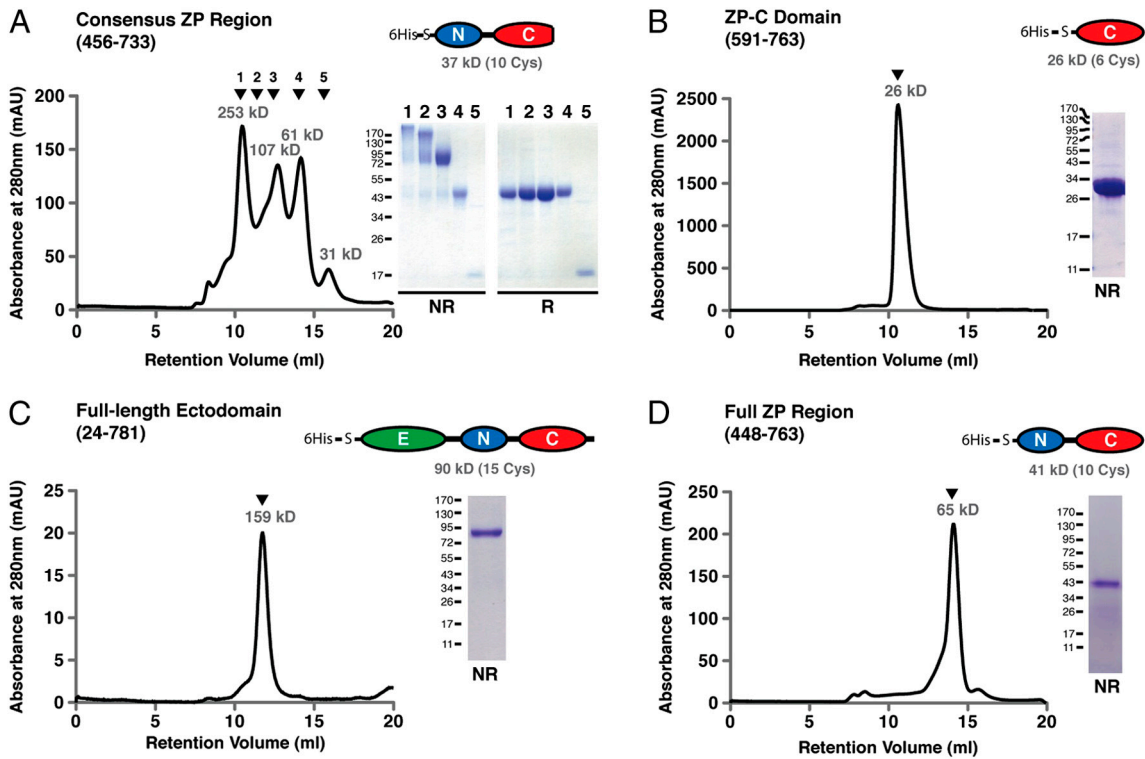 A
Consensus ZP Region
(456-733)
6His-S N C
37 kD (10 Cys)
1 2 3 4 5
253 kD
107 kD
61 kD
31 kD
Absorbance at 280nm (mAU)
200
150
100
50
0
0 5 10 15 20
Retention Volume (ml)
1 2 3 4 5
1 2 3 4 5
170
130
95
72
55
43
34
26
17
NR
R
B
ZP-C Domain
(591-763)
6His-S C
26 kD (6 Cys)
26 kD
Absorbance at 280nm (mAU)
2500
2000
1500
1000
500
0
0 5 10 15 20
Retention Volume (ml)
170
130
95
72
55
43
34
26
17
11
NR
C
Full-length Ectodomain
(24-781)
6His-S E N C
90 kD (15 Cys)
159 kD
Absorbance at 280nm (mAU)
25
20
15
10
5
0
0 5 10 15 20
Retention Volume (ml)
170
130
95
72
55
43
34
26
17
11
NR
D
Full ZP Region
(448-763)
6His-S N C
41 kD (10 Cys)
65 kD
Absorbance at 280nm (mAU)
250
200
150
100
50
0
0 5 10 15 20
Retention Volume (ml)
170
130
95
72
55
43
34
26
17
11
NR